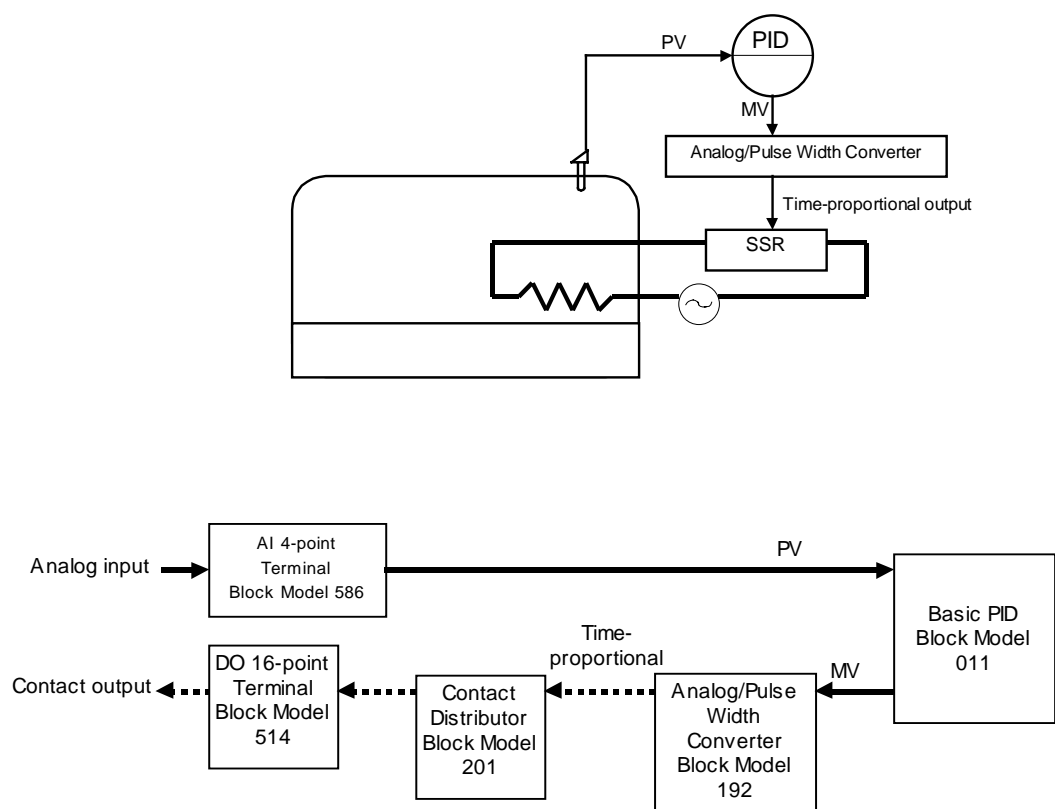 PV
PID
MV
Analog/Pulse Width Converter
Time-proportional output
SSR
Analog input
AI 4-point
Terminal
Block Model 586
PV
Basic PID
Block Model
011
Contact output
DO 16-point
Terminal
Block Model
514
Contact
Distributor
Block Model
201
Time-
proportional
Analog/Pulse
Width
Converter
Block Model
192
MV